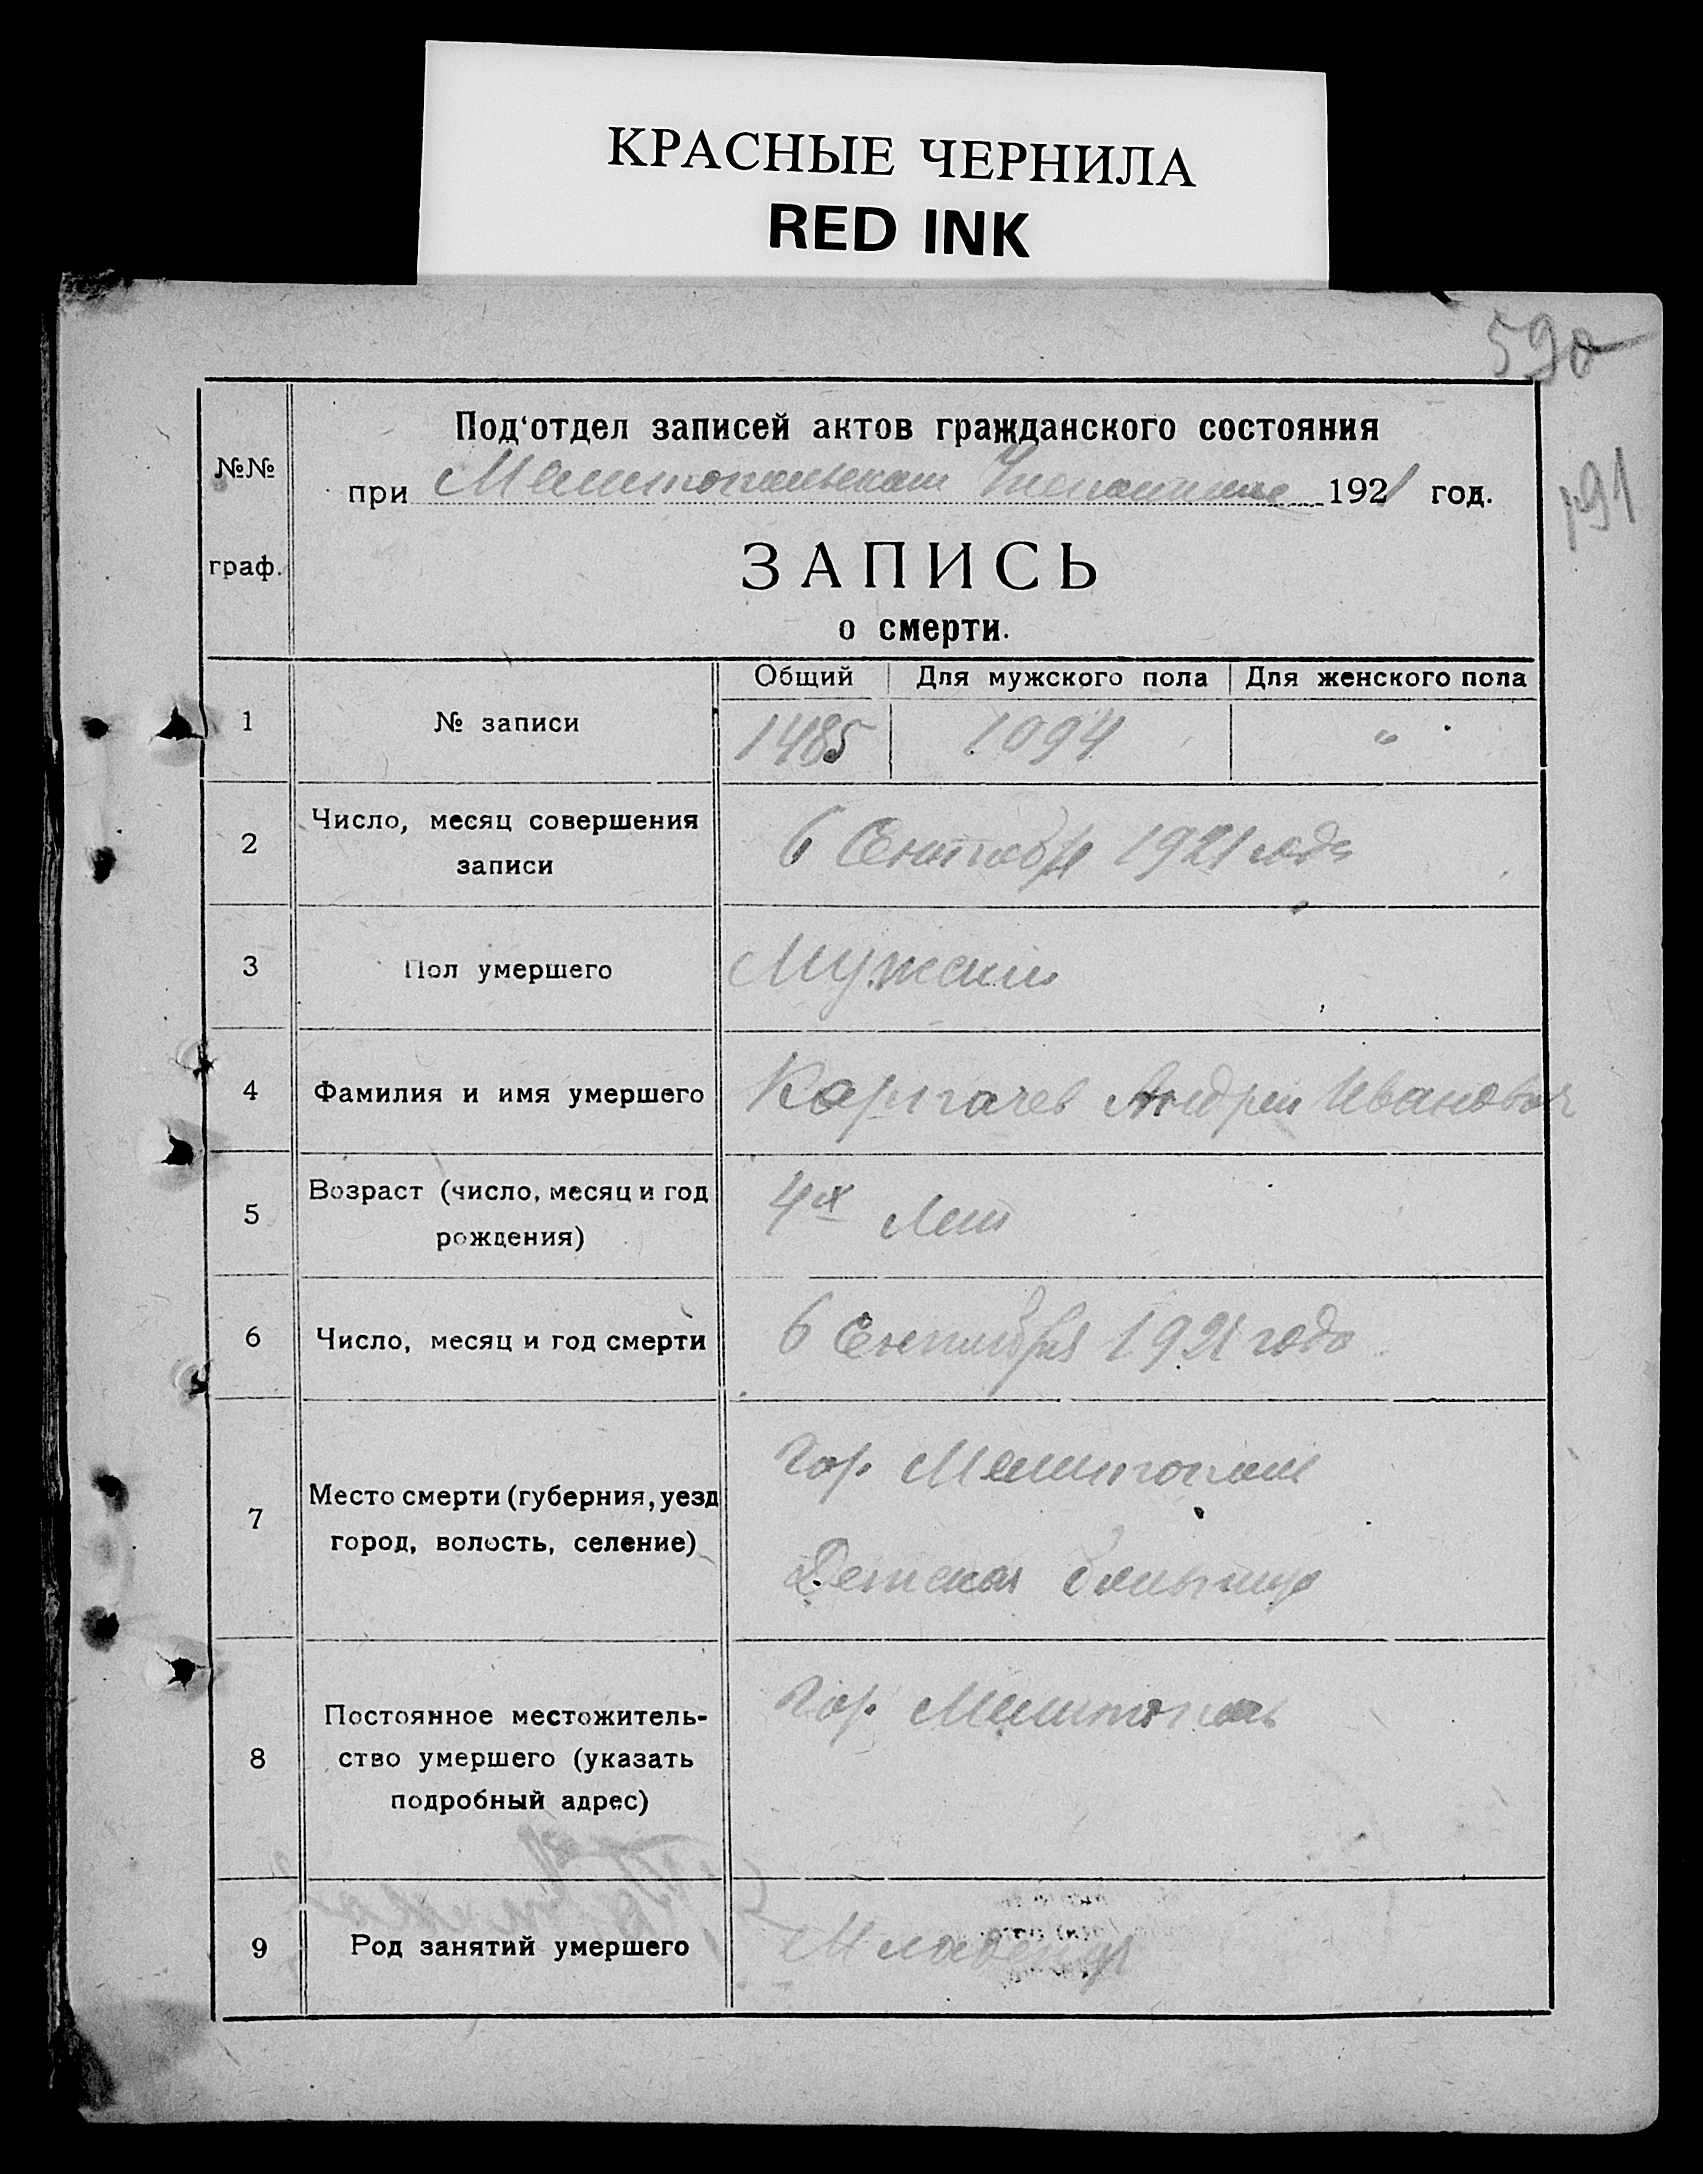 КРАСНЫЕ ЧЕРНИЛА
RED INK
590
191
№№
граф.
Под‘отдел записей актов гражданского состояния
при Мелитопольском 1921 год.
ЗАПИСЬ
о смерти.
Общий Для мужского пола Для женского пола
1 № записи 1485 1094 "
2 Число, месяц совершения
записи
6 Сентября 1921 года
3 Пол умершего Мужской
4 Фамилия и имя умершего Андрей Иванович
5 Возраст (число, месяц и год
рождения)
4х лет
6 Число, месяц и год смерти 6 Сентября 1921 года
7 Место смерти (губерния, уезд
город, волость, селение)
гор. Мелитополь
Детская больница
8 Постоянное местожитель-
ство умершего (указать
подробный адрес)
гор. Мелитополь
9 Род занятий умершего Младенец